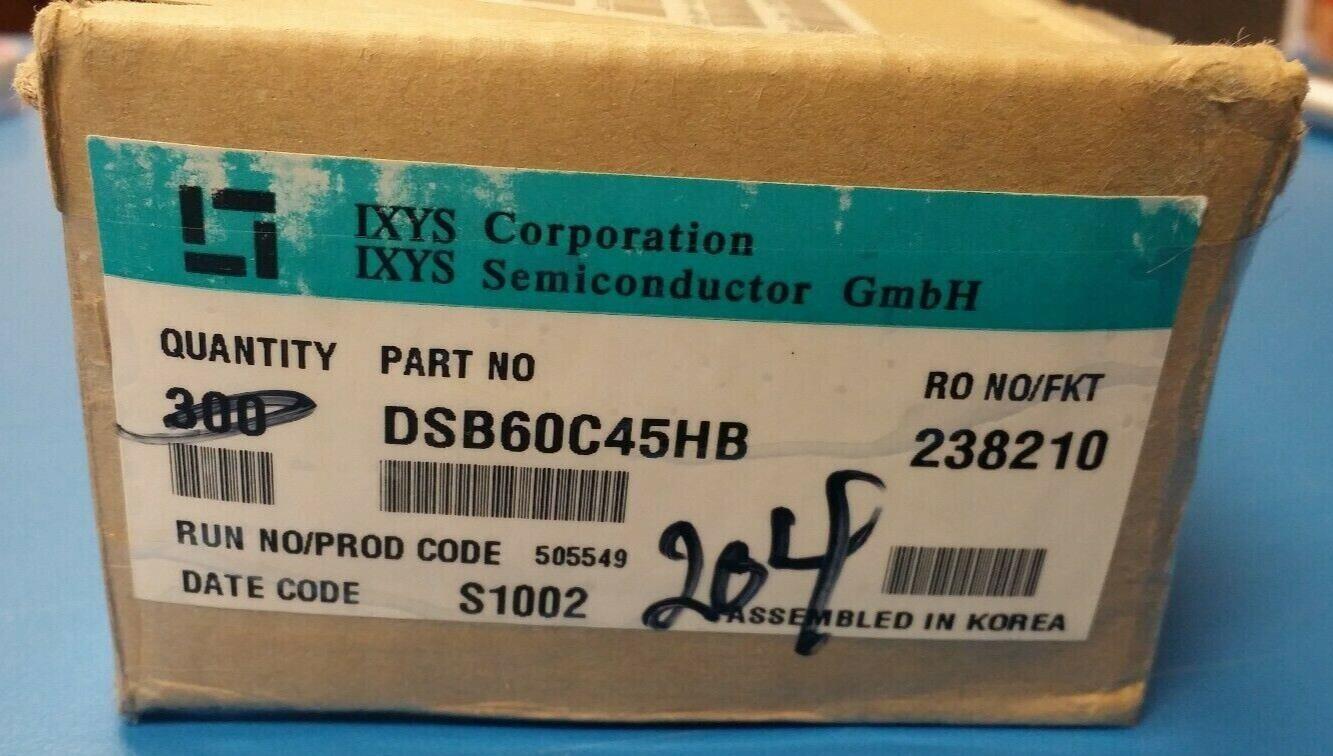 IXYS Corporation
IXYS Semiconductor GmbH
QUANTITY PART NO RO NO/FKT
300 DSB60C45HB 238210
RUN NO/PROD CODE 505549
DATE CODE S1002
204
ASSEMBLED IN KOREA